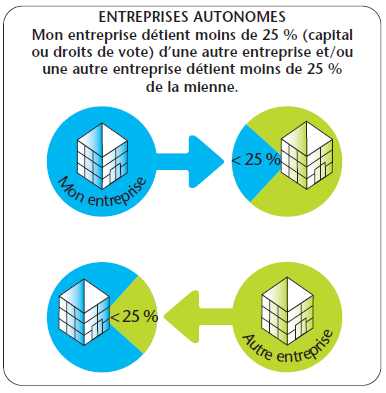 ENTREPRISES AUTONOMES
Mon entreprise détient moins de 25 % (capital
ou droits de vote) d’une autre entreprise et/ou
une autre entreprise détient moins de 25 %
de la mienne.
Mon entreprise
< 25 %
< 25 %
Autre entreprise